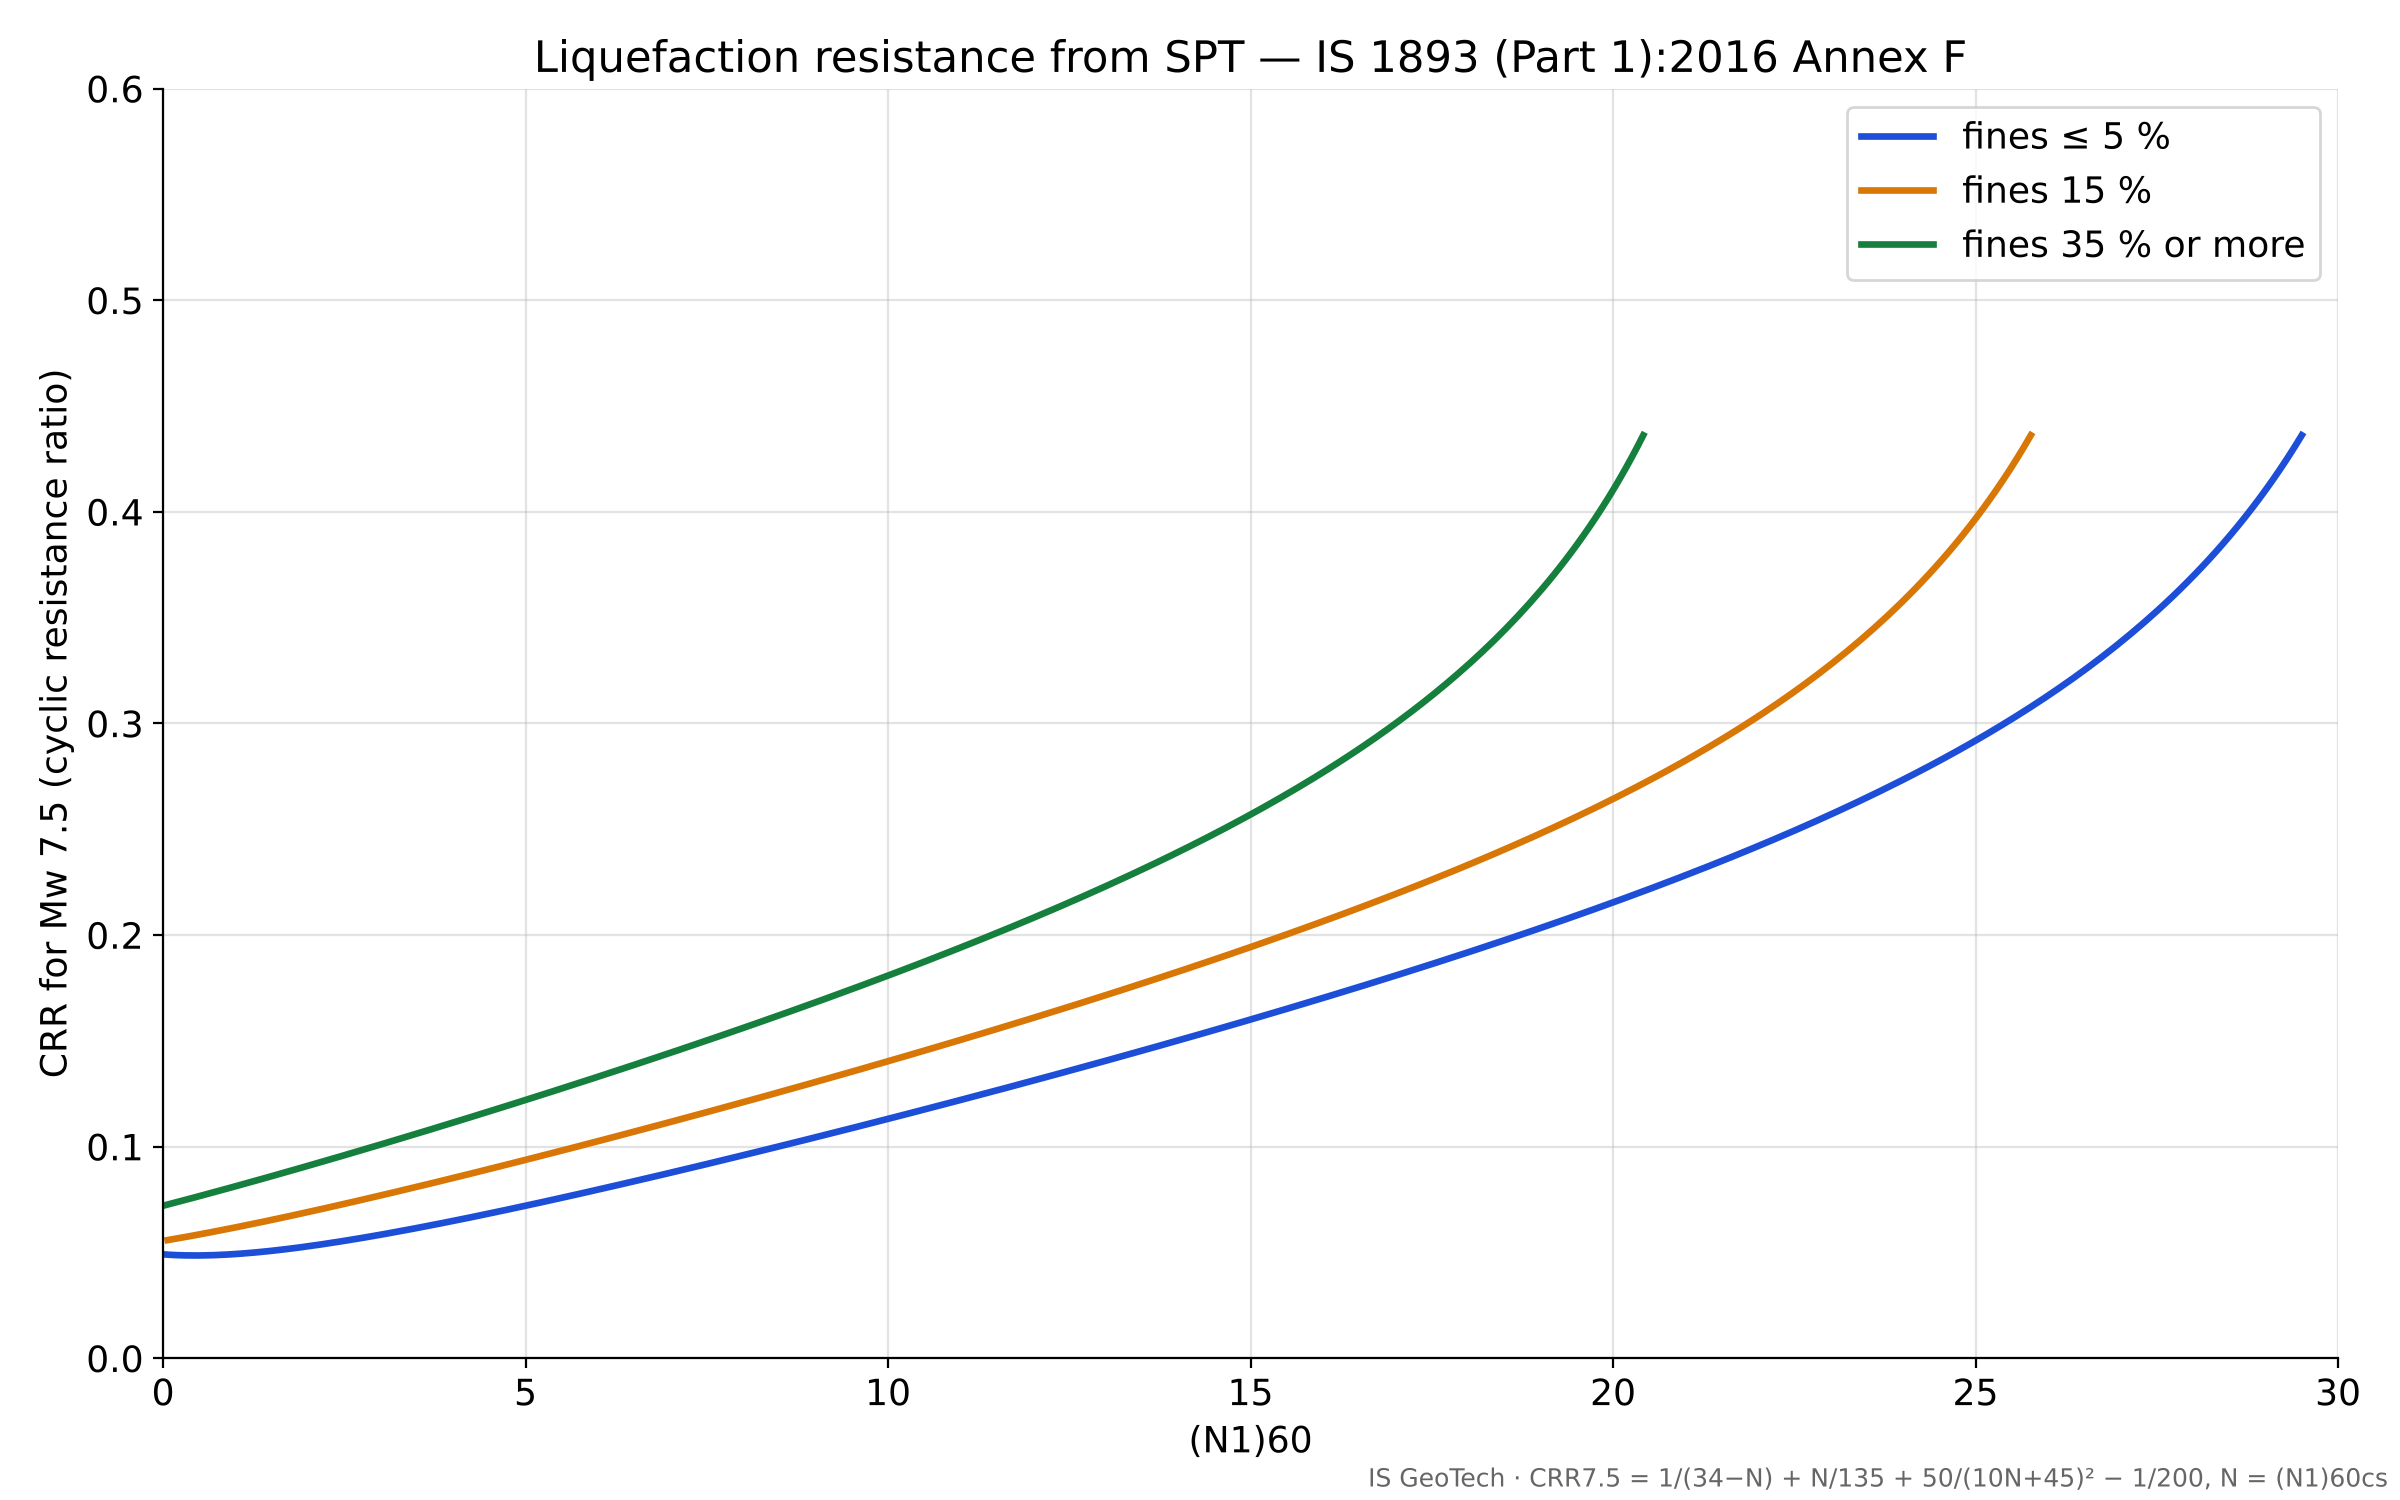 Liquefaction resistance from SPT — IS 1893 (Part 1):2016 Annex F
fines ≤ 5 %
fines 15 %
fines 35 % or more
CRR for Mw 7.5 (cyclic resistance ratio)
0.6
0.5
0.4
0.3
0.2
0.1
0.0
0 5 10 15 20 25 30
(N1)60
IS GeoTech · CRR7.5 = 1/(34−N) + N/135 + 50/(10N+45)² − 1/200, N = (N1)60cs